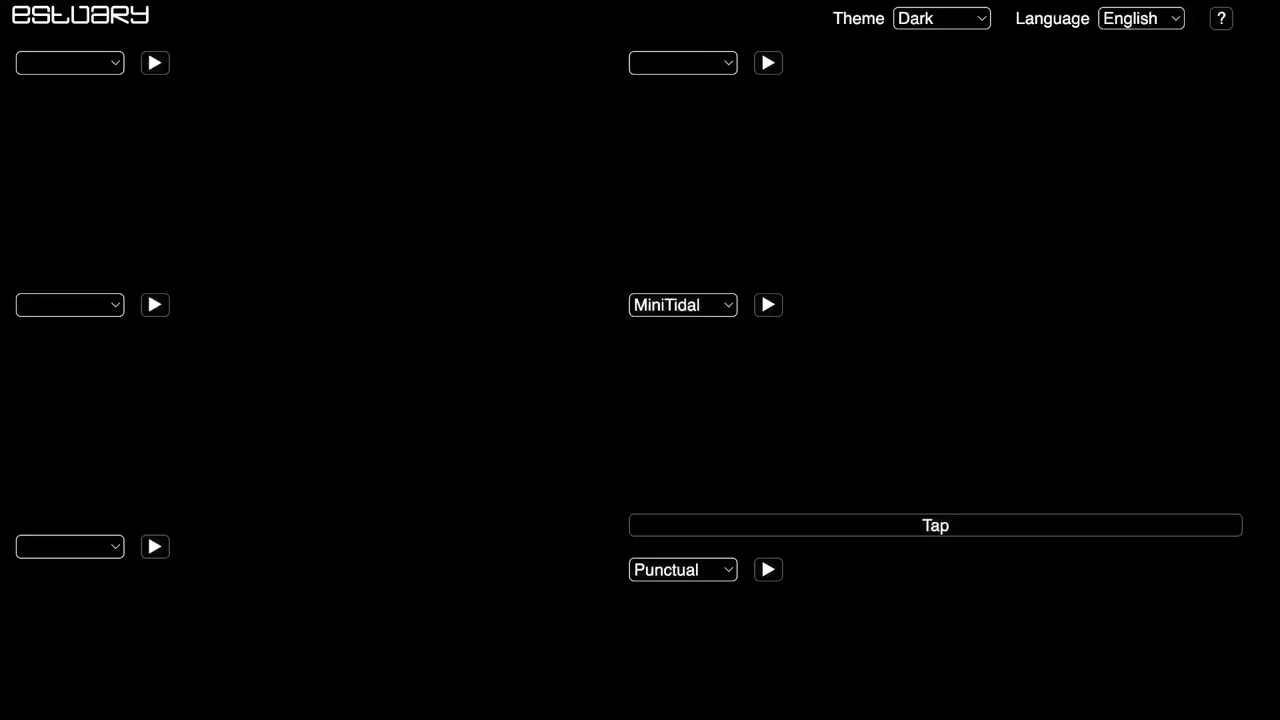 estuary
Theme Dark Language English ?
MiniTidal
Tap
Punctual